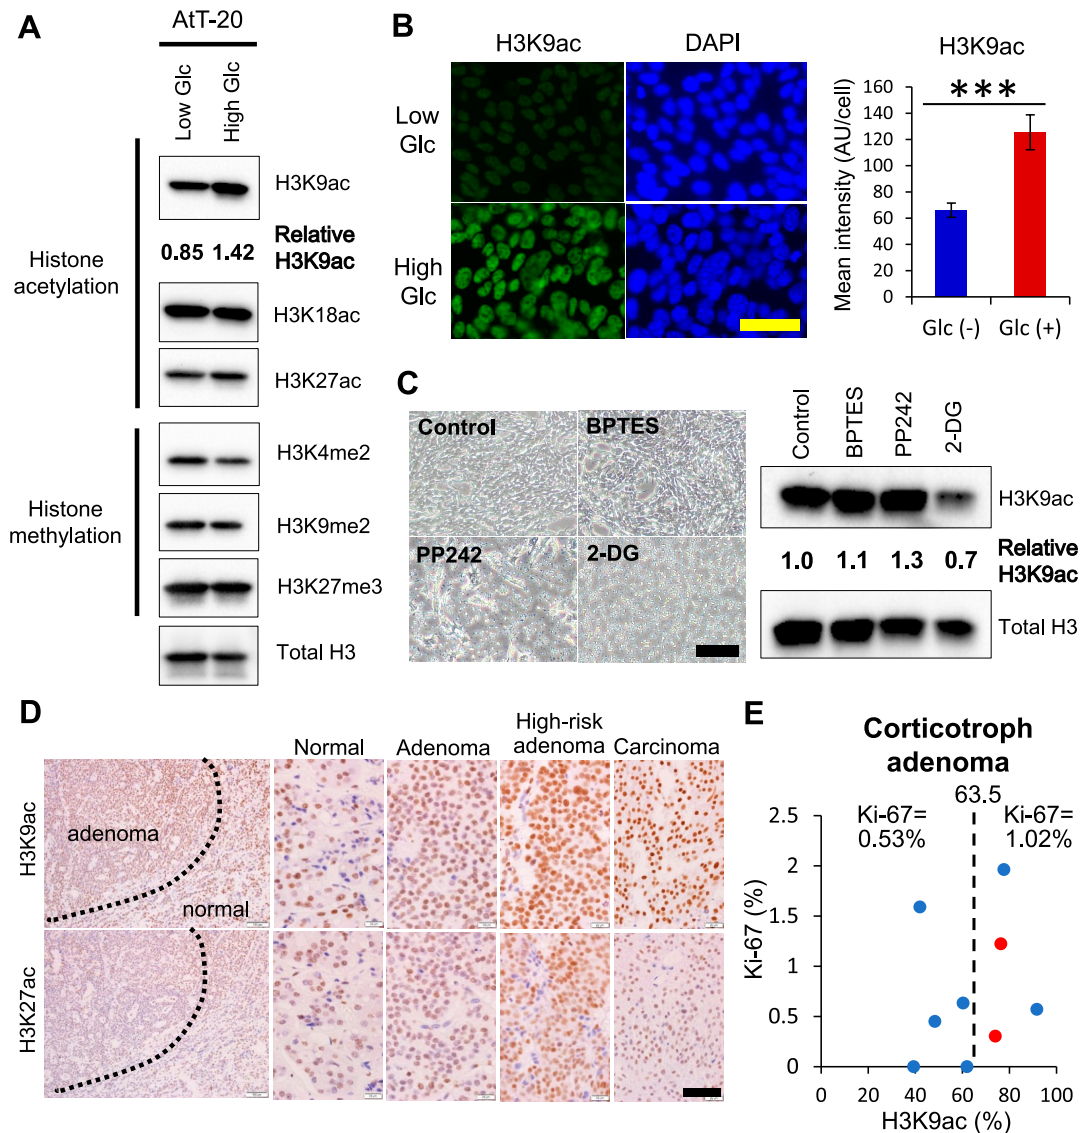 A
AtT-20
Low Glc
High Glc
Histone
acetylation
H3K9ac
0.85 1.42
Relative
H3K9ac
H3K18ac
H3K27ac
Histone
methylation
H3K4me2
H3K9me2
H3K27me3
Total H3
B
H3K9ac
DAPI
Low
Glc
High
Glc
H3K9ac
***
Mean intensity (AU/cell)
160
140
120
100
80
60
40
20
0
Glc (-)
Glc (+)
C
Control
BPTES
PP242
2-DG
Control
BPTES
PP242
2-DG
H3K9ac
1.0 1.1 1.3 0.7
Relative
H3K9ac
Total H3
D
Normal
Adenoma
High-risk
adenoma
Carcinoma
H3K9ac
adenoma
normal
H3K27ac
E
Corticotroph
adenoma
63.5
Ki-67=
0.53%
Ki-67=
1.02%
Ki-67 (%)
2.5
2
1.5
1
0.5
0
0 20 40 60 80 100
H3K9ac (%)